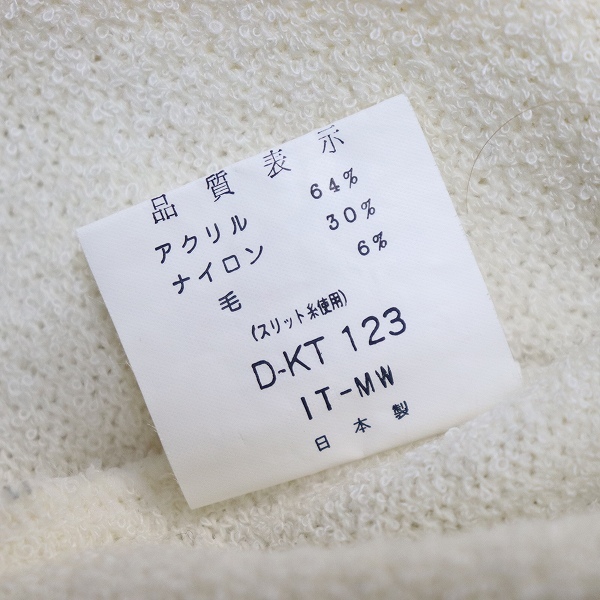 品質表示
アクリル 64%
ナイロン 30%
毛 6%
(スリット糸使用)
D-KT 123
IT-MW
日本製